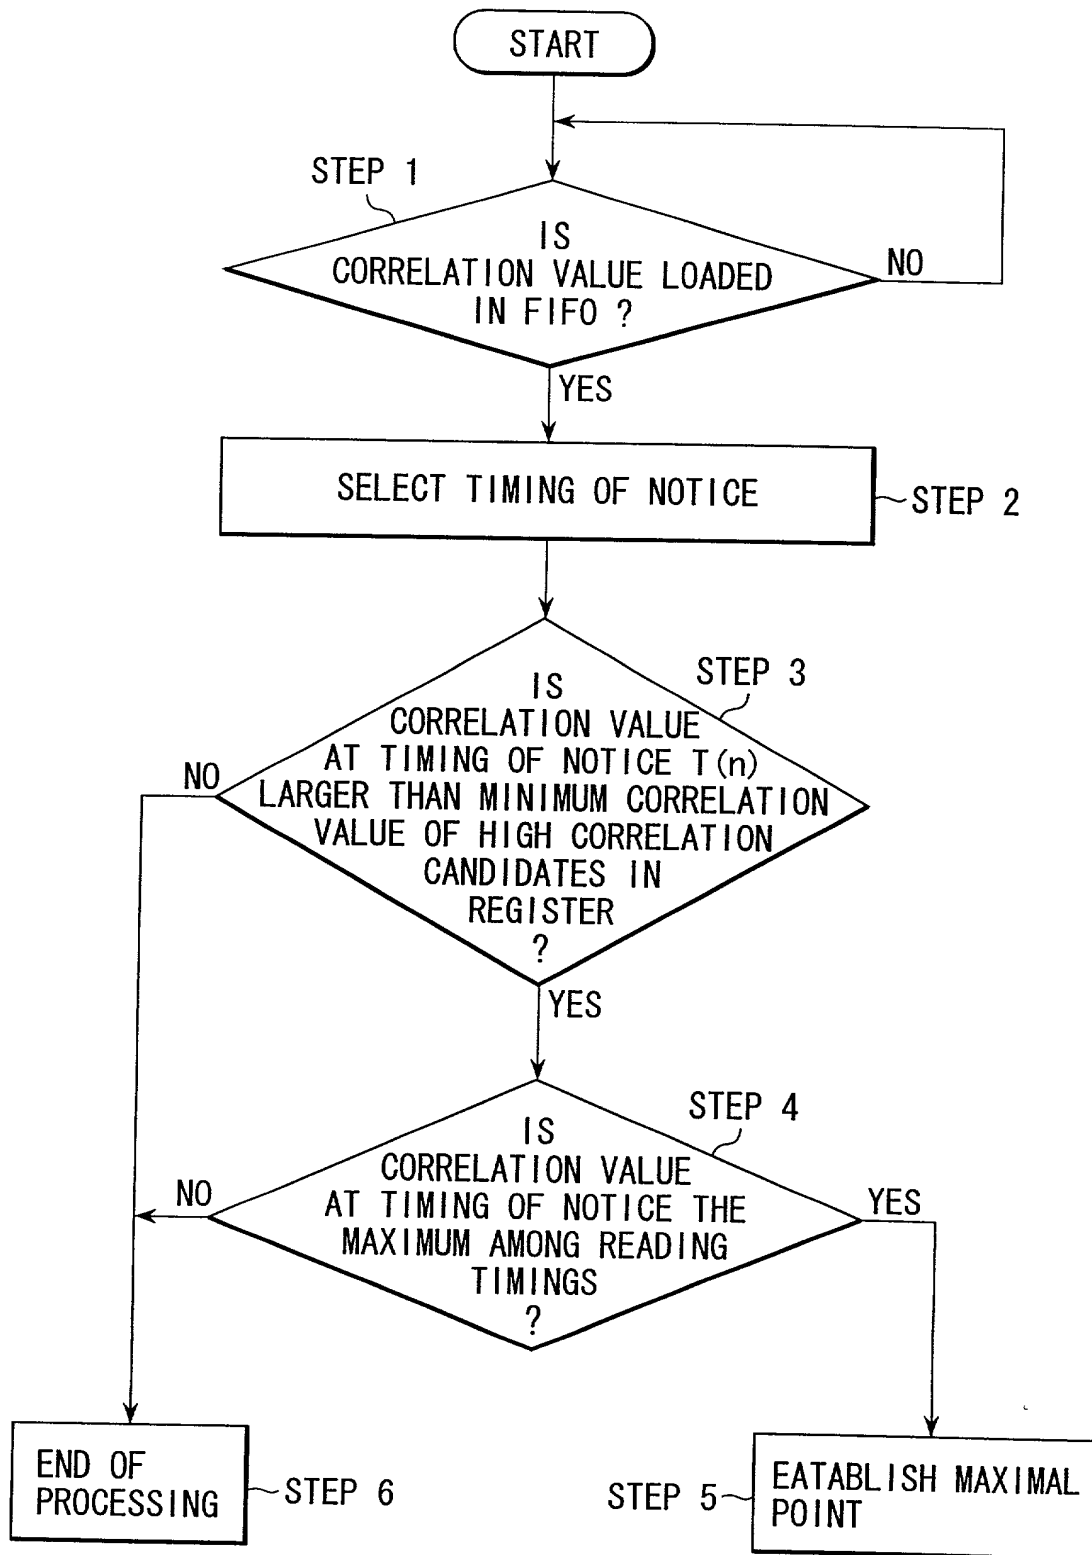 START
STEP 1
IS
CORRELATION VALUE LOADED
IN FIFO ?
NO
YES
SELECT TIMING OF NOTICE
STEP 2
STEP 3
IS
CORRELATION VALUE
AT TIMING OF NOTICE T(n)
LARGER THAN MINIMUM CORRELATION
VALUE OF HIGH CORRELATION
CANDIDATES IN
REGISTER
?
NO
YES
STEP 4
IS
CORRELATION VALUE
AT TIMING OF NOTICE THE
MAXIMUM AMONG READING
TIMINGS
?
NO
YES
END OF
PROCESSING
STEP 6
STEP 5
EATABLISH MAXIMAL
POINT